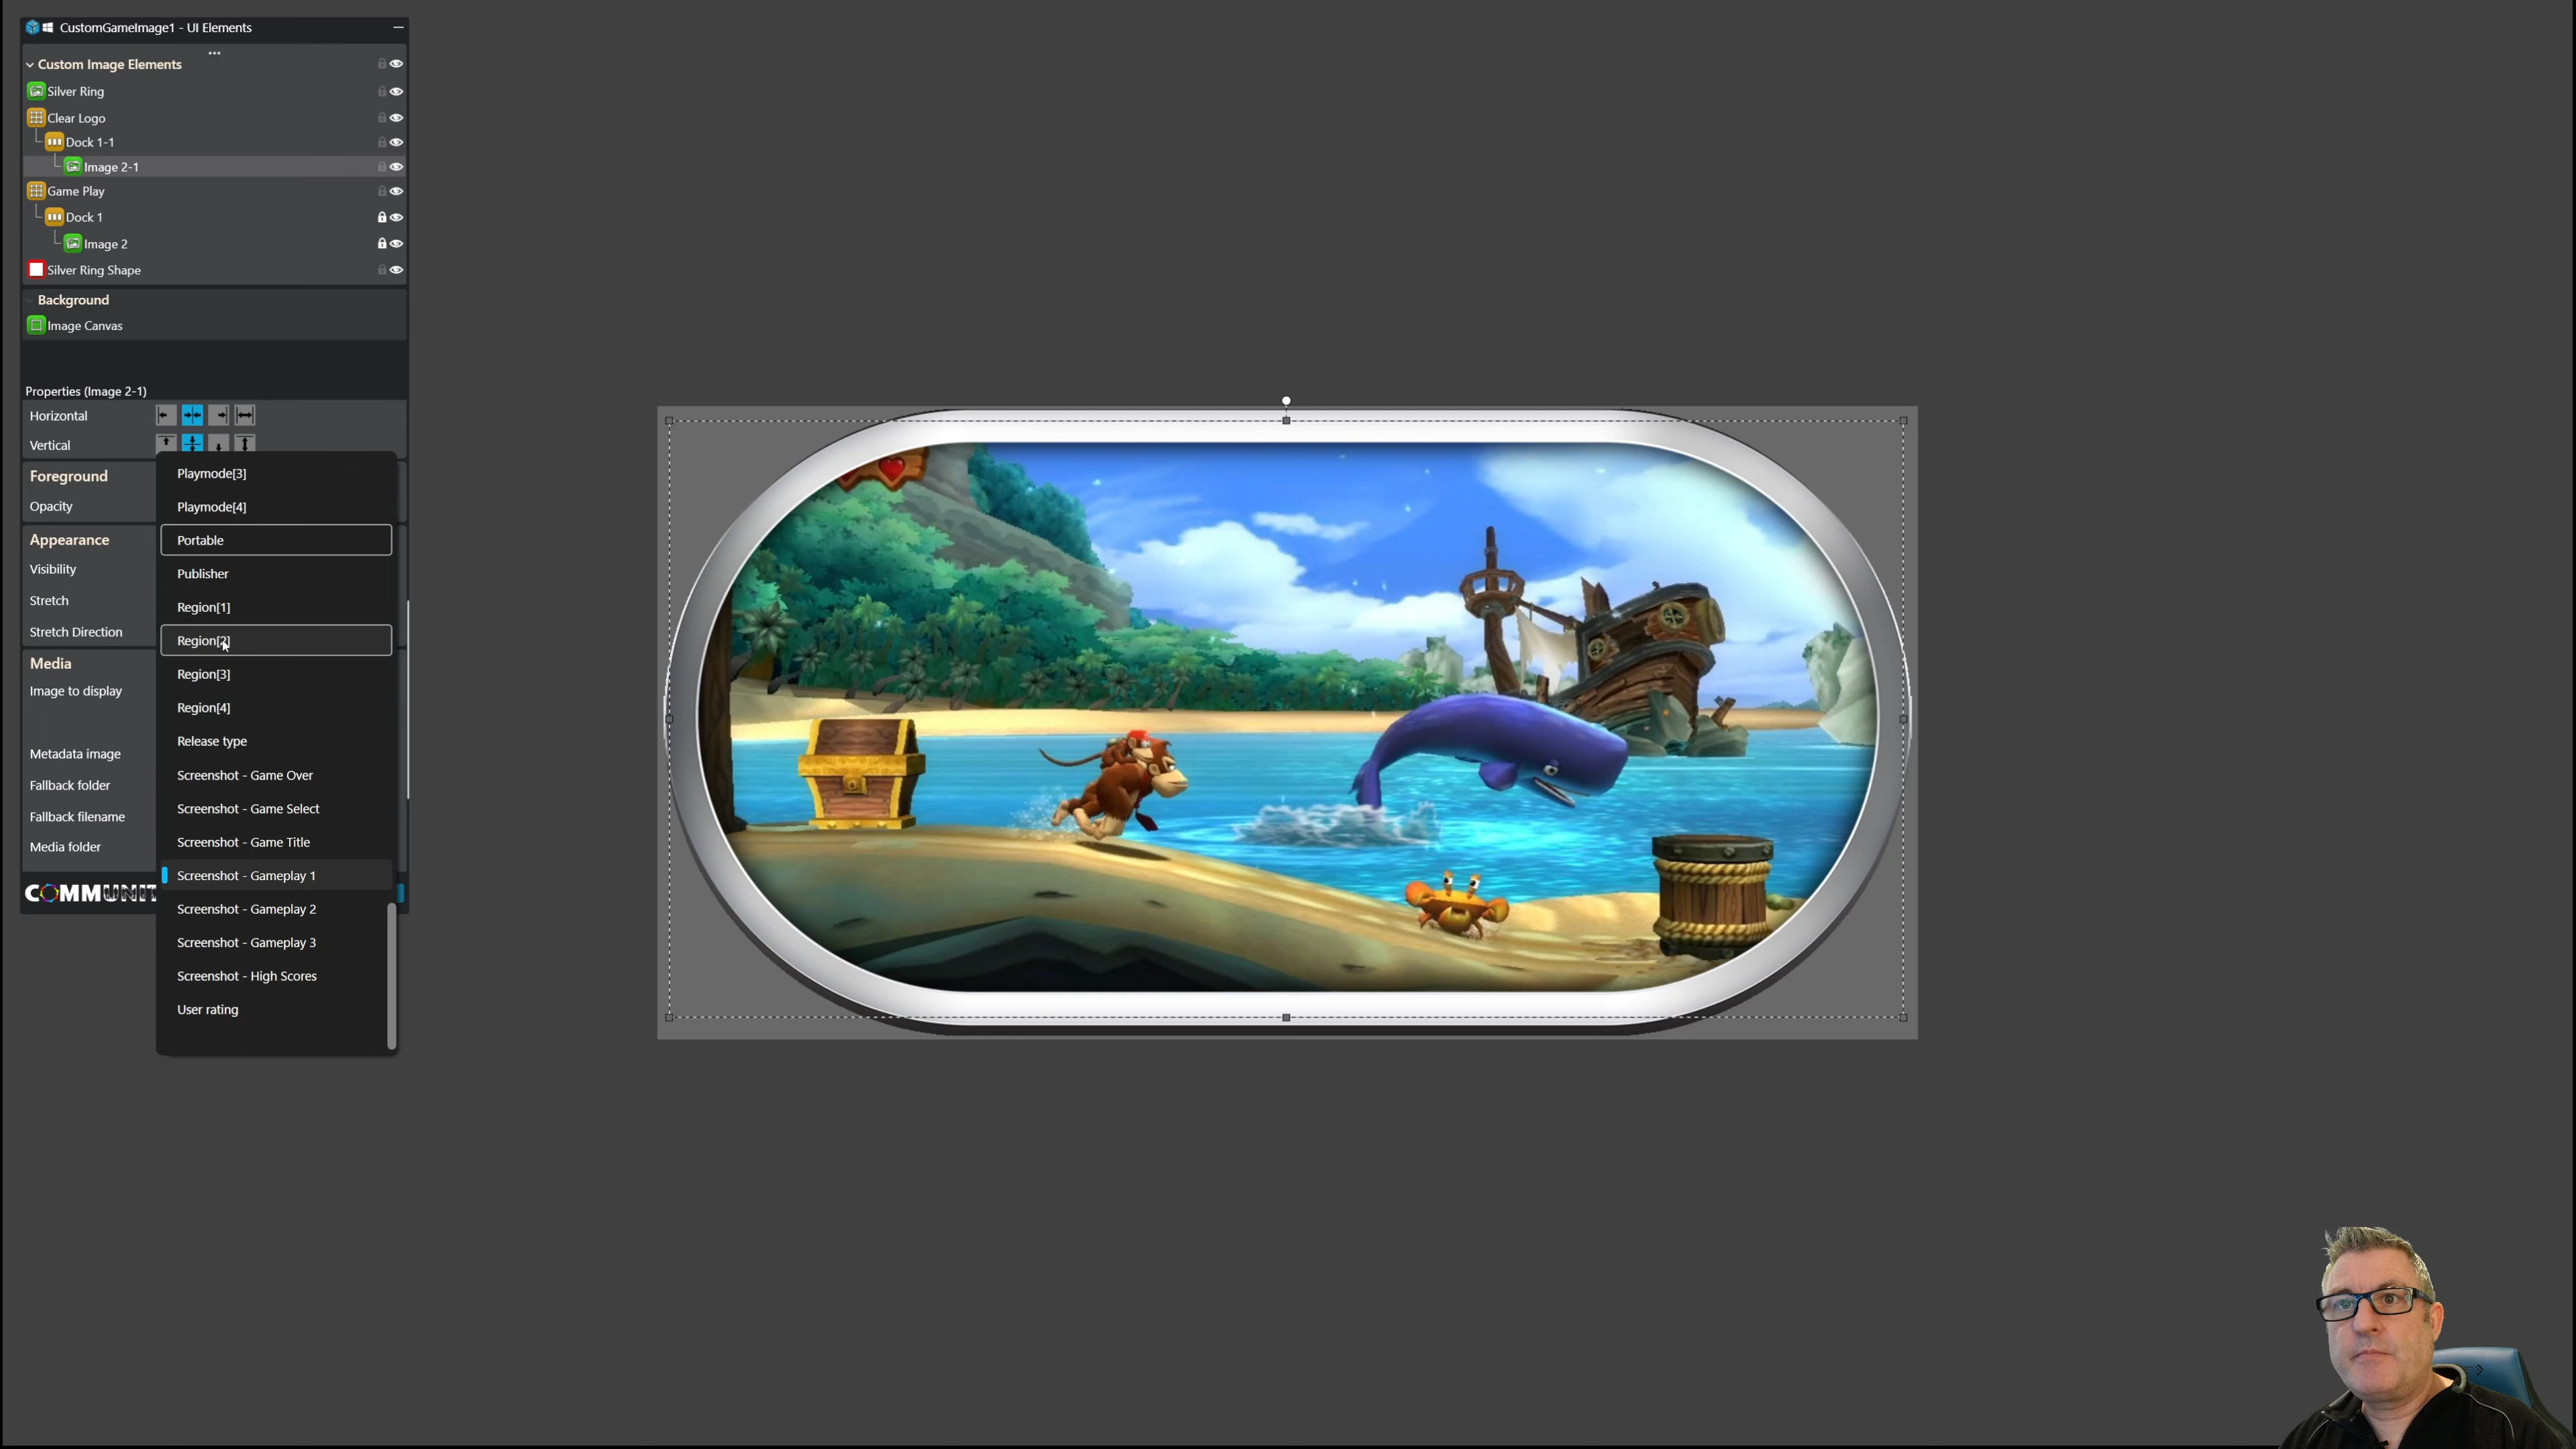 CustomGameImage1 - UI Elements
Custom Image Elements
Silver Ring
Clear Logo
Dock 1-1
Image 2-1
Game Play
Dock 1
Image 2
Silver Ring Shape
Background
Image Canvas
Properties (Image 2-1)
Horizontal
Vertical
Foreground
Opacity
Appearance
Visibility
Stretch
Stretch Direction
Media
Image to display
Metadata image
Fallback folder
Fallback filename
Media folder
COMMUNIT
Playmode[3]
Playmode[4]
Portable
Publisher
Region[1]
Region[2]
Region[3]
Region[4]
Release type
Screenshot - Game Over
Screenshot - Game Select
Screenshot - Game Title
Screenshot - Gameplay 1
Screenshot - Gameplay 2
Screenshot - Gameplay 3
Screenshot - High Scores
User rating